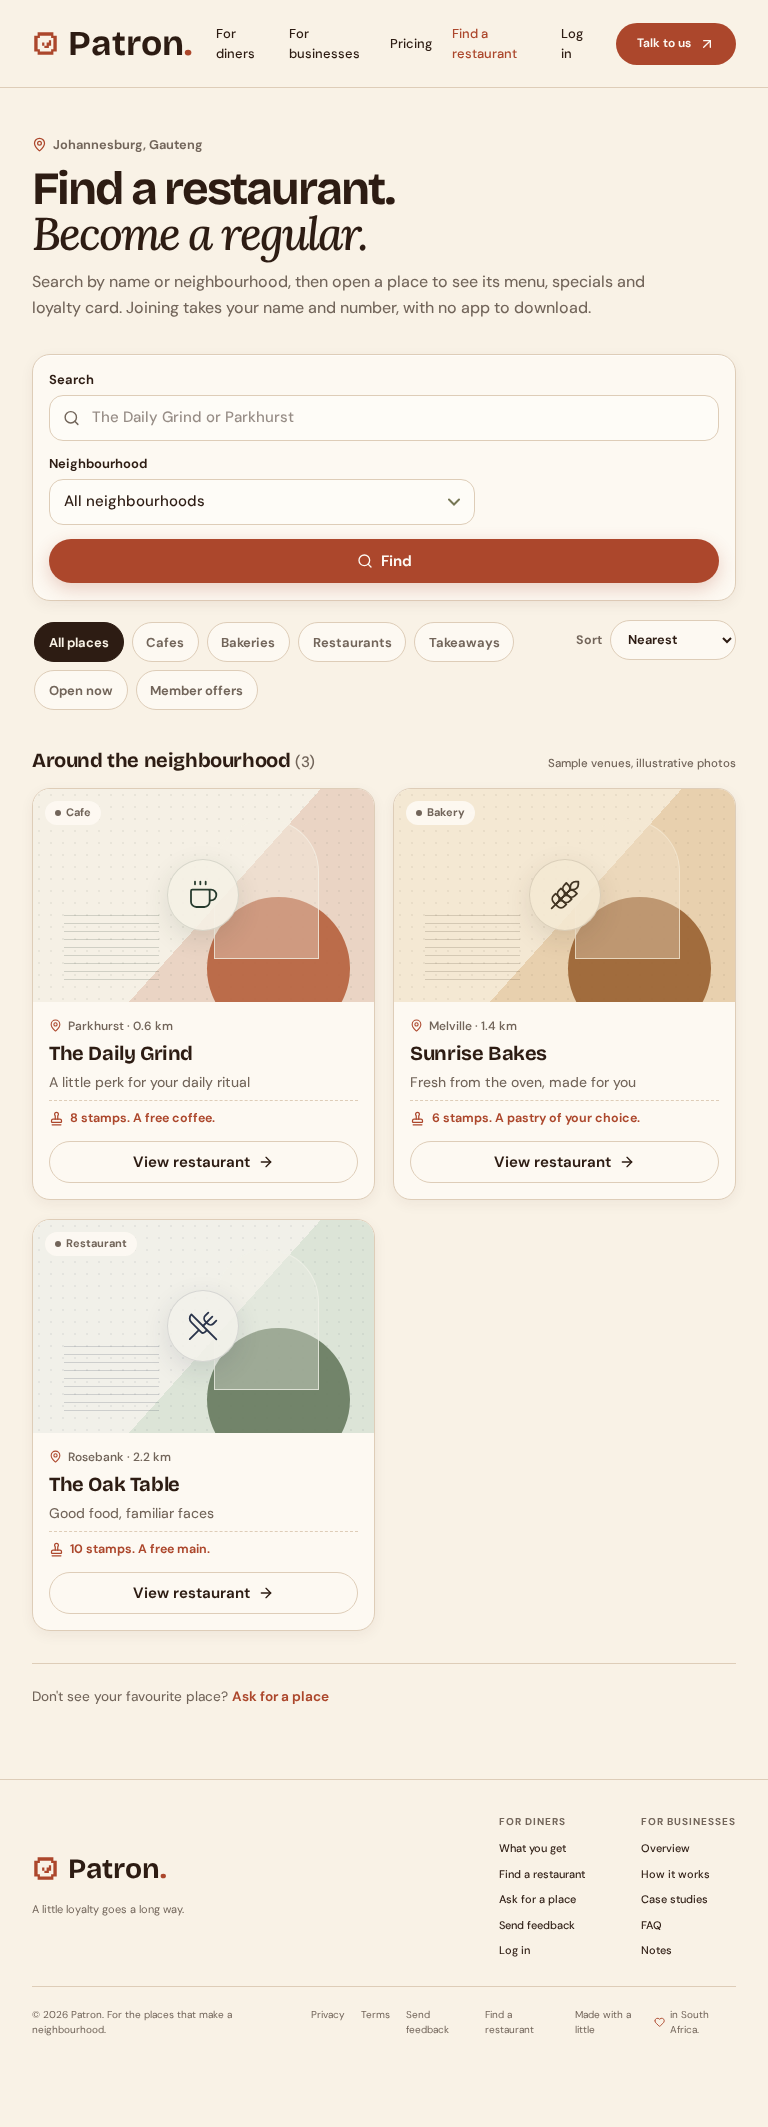 Patron.
For diners
For businesses
Pricing
Find a restaurant
Log in
Talk to us
Johannesburg, Gauteng
Find a restaurant.
Become a regular.
Search by name or neighbourhood, then open a place to see its menu, specials and
loyalty card. Joining takes your name and number, with no app to download.
Search
The Daily Grind or Parkhurst
Neighbourhood
All neighbourhoods
Find
All places
Cafes
Bakeries
Restaurants
Takeaways
Sort
Nearest
Open now
Member offers
Around the neighbourhood (3)
Sample venues, illustrative photos
Cafe
Parkhurst · 0.6 km
The Daily Grind
A little perk for your daily ritual
8 stamps. A free coffee.
View restaurant
Bakery
Melville · 1.4 km
Sunrise Bakes
Fresh from the oven, made for you
6 stamps. A pastry of your choice.
View restaurant
Restaurant
Rosebank · 2.2 km
The Oak Table
Good food, familiar faces
10 stamps. A free main.
View restaurant
Don't see your favourite place? Ask for a place
Patron.
A little loyalty goes a long way.
FOR DINERS
What you get
Find a restaurant
Ask for a place
Send feedback
Log in
FOR BUSINESSES
Overview
How it works
Case studies
FAQ
Notes
© 2026 Patron. For the places that make a
neighbourhood.
Privacy
Terms
Send
feedback
Find a
restaurant
Made with a
little
in South
Africa.